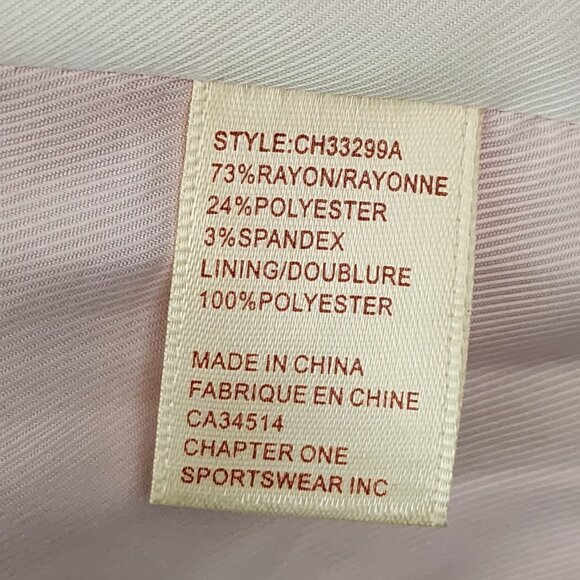 STYLE:CH33299A
73%RAYON/RAYONNE
24%POLYESTER
3%SPANDEX
LINING/DOUBLURE
100%POLYESTER
MADE IN CHINA
FABRIQUE EN CHINE
CA34514
CHAPTER ONE
SPORTSWEAR INC